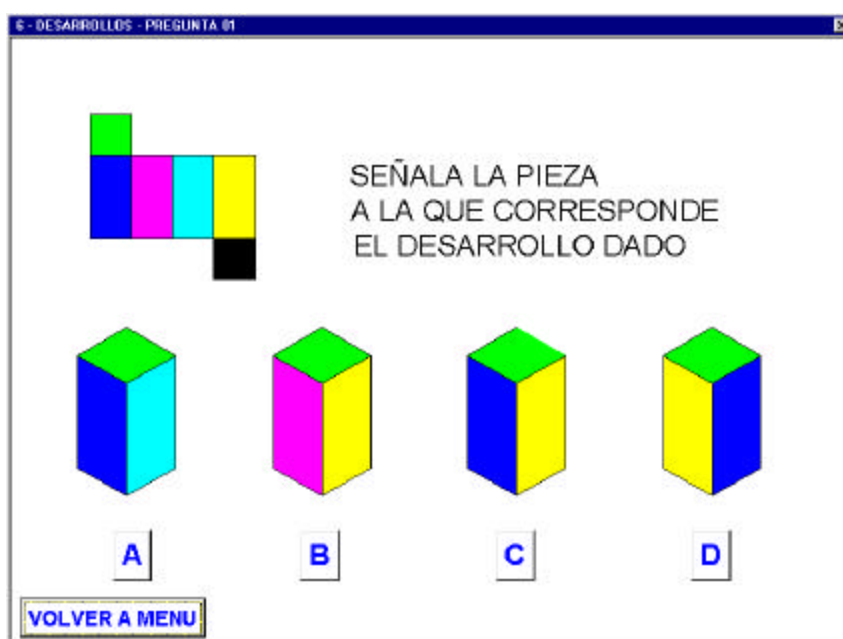 6 - DESARROLLOS - PREGUNTA 01
SEÑALA LA PIEZA
A LA QUE CORRESPONDE
EL DESARROLLO DADO
A B C D
VOLVER A MENU